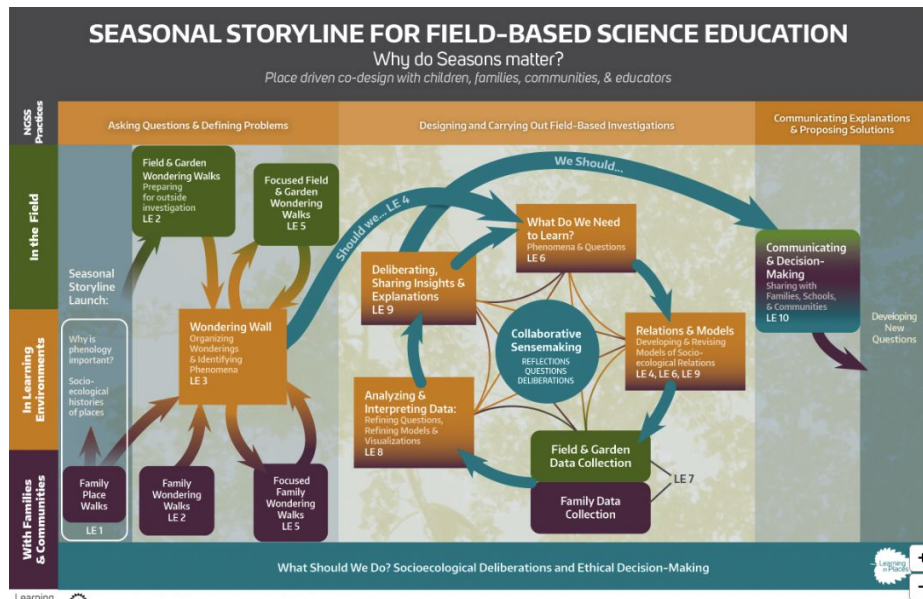 SEASONAL STORYLINE FOR FIELD-BASED SCIENCE EDUCATION
Why do Seasons matter?
Place driven co-design with children, families, communities, & educators
NGSS
Practices
Asking Questions & Defining Problems
Designing and Carrying Out Field-Based Investigations
Communicating Explanations
& Proposing Solutions
In the Field
Field & Garden
Wondering Walks
Preparing
for outside
investigation
LE 2
Focused Field
& Garden
Wondering
Walks
LE 5
Should we... LE 4
We Should...
What Do We Need
to Learn?
Phenomena & Questions
LE 6
Deliberating,
Sharing Insights &
Explanations
LE 9
Communicating
& Decision-
Making
Sharing with
Families, Schools,
& Communities
LE 10
Seasonal
Storyline
Launch:
In Learning
Environments
Why is
phenology
important?
Socio-
ecological
histories
of places
Wondering Wall
Organizing
Wonderings
& Identifying
Phenomena
LE 3
Collaborative
Sensemaking
REFLECTIONS
QUESTIONS
DELIBERATIONS
Relations & Models
Developing & Revising
Models of Socio-
ecological Relations
LE 4, LE 6, LE 9
Developing
New
Questions
Analyzing &
Interpreting Data:
Refining Questions,
Refining Models &
Visualizations
LE 8
With Families
& Communities
Family
Place
Walks
LE 1
Family
Wondering
Walks
LE 2
Focused Family
Wondering
Walks
LE 5
Field & Garden
Data Collection
Family Data
Collection
LE 7
What Should We Do? Socioecological Deliberations and Ethical Decision-Making
Learning
in Places
Learning